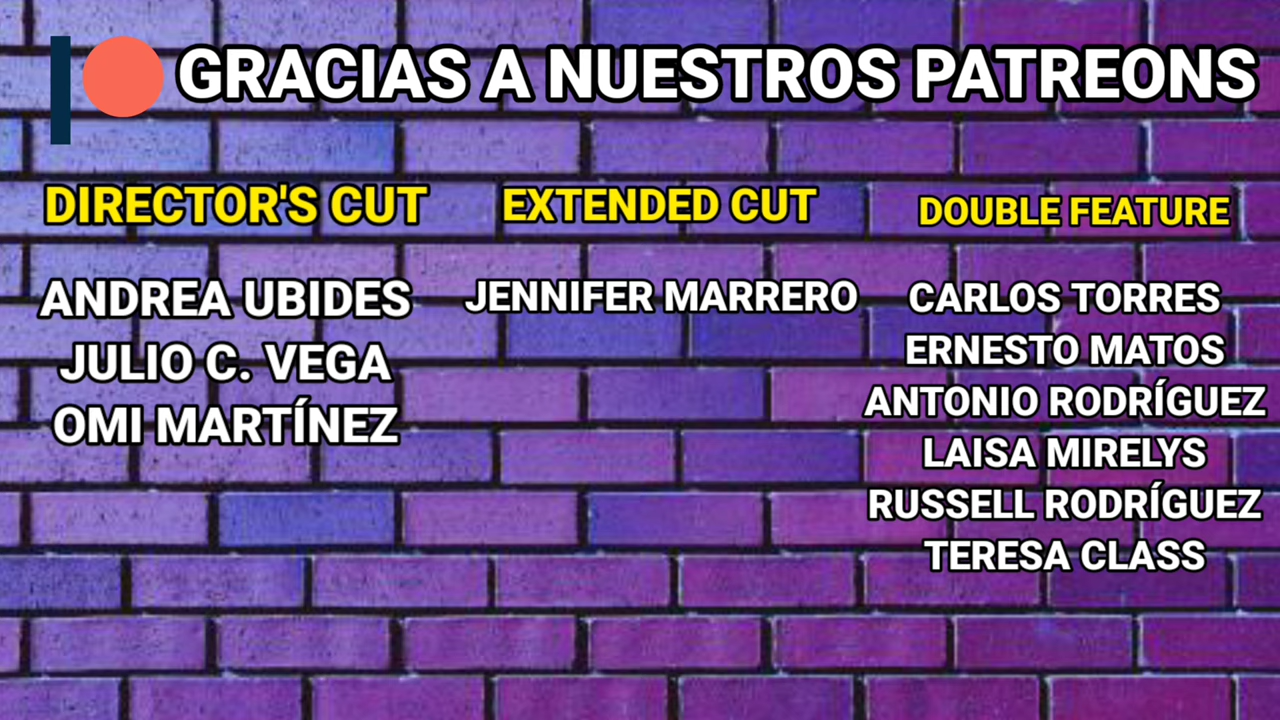 GRACIAS A NUESTROS PATREONS
DIRECTOR'S CUT
ANDREA UBIDES
JULIO C. VEGA
OMI MARTÍNEZ
EXTENDED CUT
JENNIFER MARRERO
DOUBLE FEATURE
CARLOS TORRES
ERNESTO MATOS
ANTONIO RODRÍGUEZ
LAISA MIRELYS
RUSSELL RODRÍGUEZ
TERESA CLASS